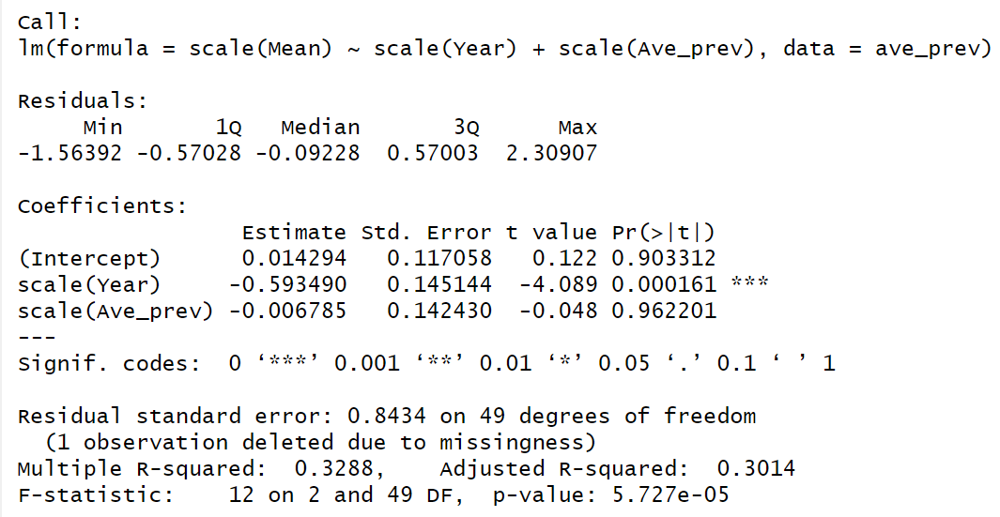 Call:
lm(formula = scale(Mean) ~ scale(Year) + scale(Ave_prev), data = ave_prev)
Residuals:
Min 1Q Median 3Q Max
-1.56392 -0.57028 -0.09228 0.57003 2.30907
Coefficients:
Estimate Std. Error t value Pr(>|t|)
(Intercept) 0.014294 0.117058 0.122 0.903312
scale(Year) -0.593490 0.145144 -4.089 0.000161 ***
scale(Ave_prev) -0.006785 0.142430 -0.048 0.962201
---
Signif. codes: 0 ‘***’ 0.001 ‘**’ 0.01 ‘*’ 0.05 ‘.’ 0.1 ‘ ’ 1
Residual standard error: 0.8434 on 49 degrees of freedom
(1 observation deleted due to missingness)
Multiple R-squared: 0.3288, Adjusted R-squared: 0.3014
F-statistic: 12 on 2 and 49 DF, p-value: 5.727e-05